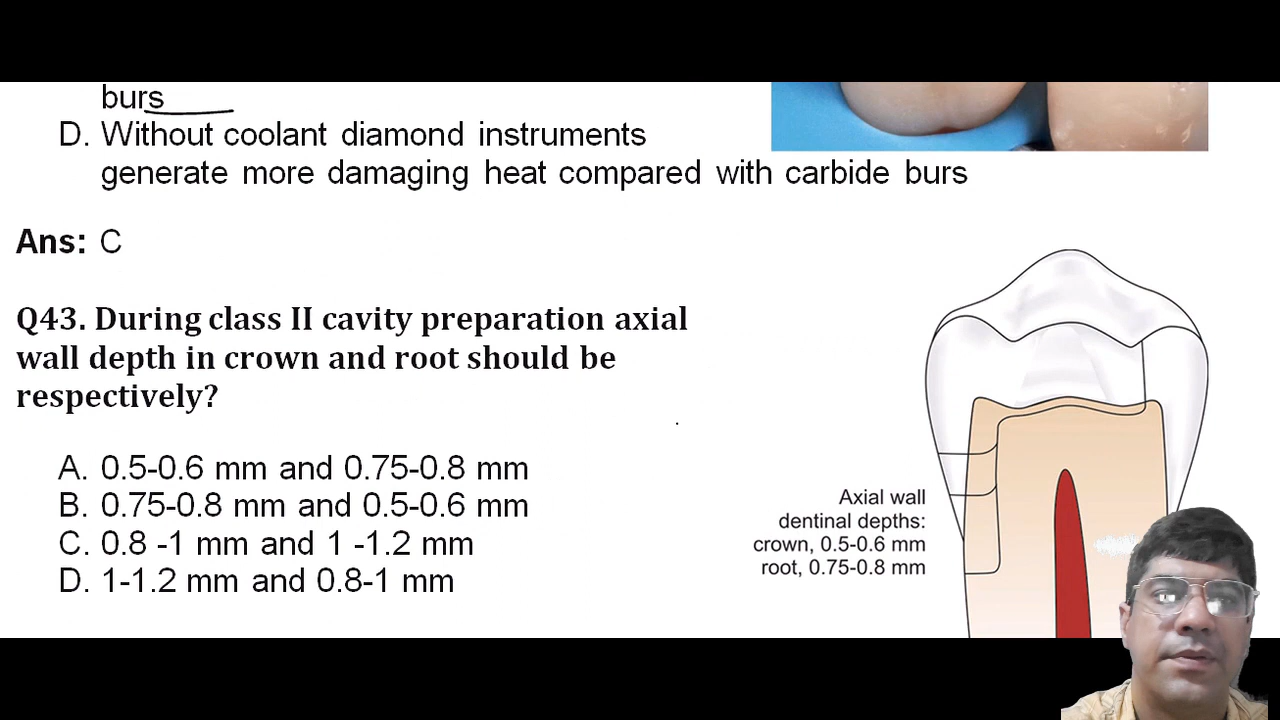 burs
D. Without coolant diamond instruments
generate more damaging heat compared with carbide burs
Ans: C
Q43. During class II cavity preparation axial
wall depth in crown and root should be
respectively?
A. 0.5-0.6 mm and 0.75-0.8 mm
B. 0.75-0.8 mm and 0.5-0.6 mm
C. 0.8 -1 mm and 1 -1.2 mm
D. 1-1.2 mm and 0.8-1 mm
Axial wall
dentinal depths:
crown, 0.5-0.6 mm
root, 0.75-0.8 mm